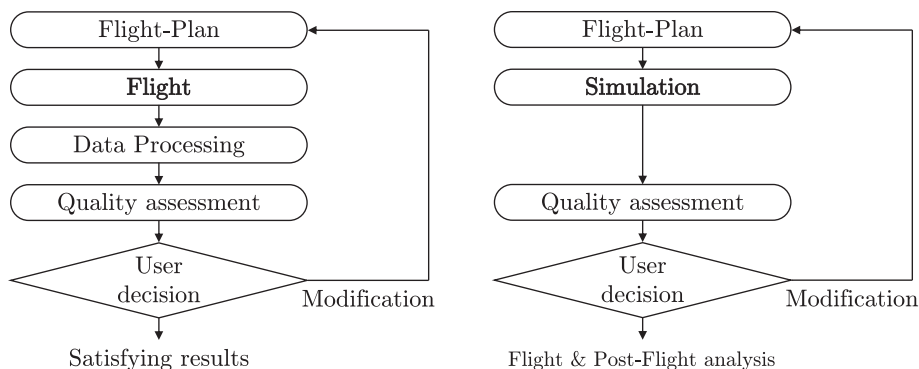 Flight-Plan
Flight
Data Processing
Quality assessment
User
decision
Modification
Satisfying results
Flight-Plan
Simulation
Quality assessment
User
decision
Modification
Flight & Post-Flight analysis